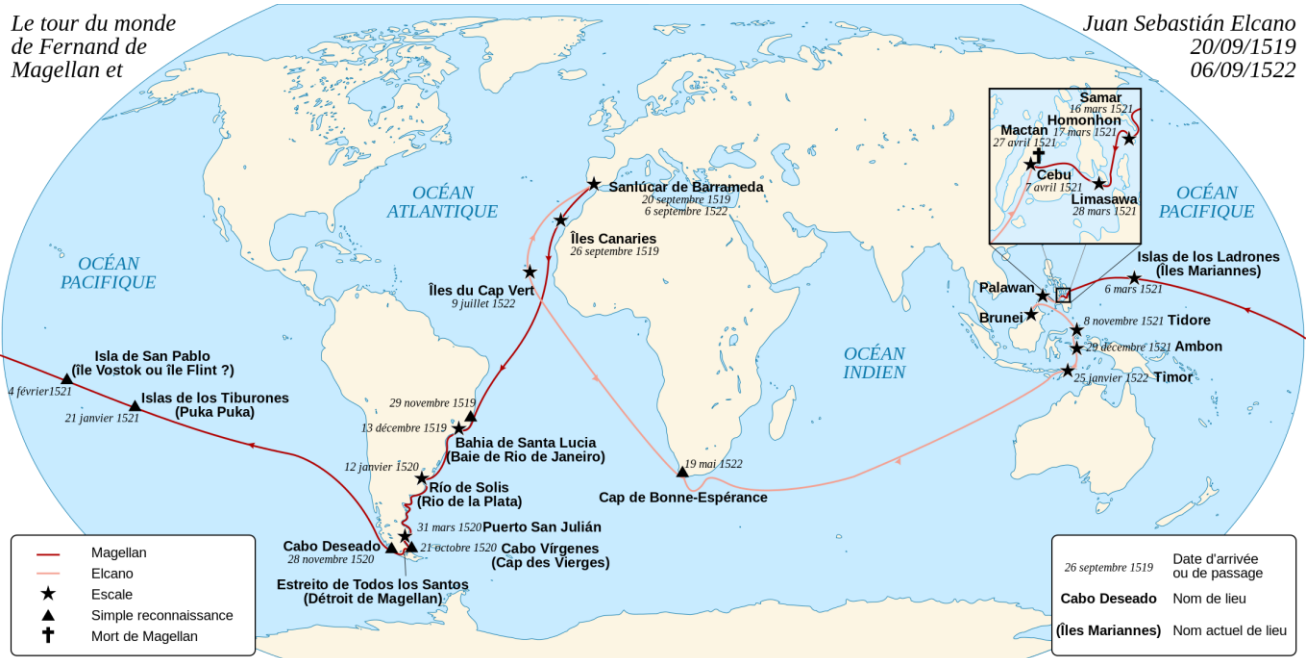 Le tour du monde
de Fernand de
Magellan et
Juan Sebastián Elcano
20/09/1519
06/09/1522
Samar
16 mars 1521
Homonhon
17 mars 1521
Mactan
27 avril 1521
Cebu
7 avril 1521
Limasawa
28 mars 1521
OCÉAN
ATLANTIQUE
Sanlúcar de Barrameda
20 septembre 1519
6 septembre 1522
OCÉAN
PACIFIQUE
Îles Canaries
26 septembre 1519
OCÉAN
PACIFIQUE
Islas de los Ladrones
(Îles Mariannes)
6 mars 1521
Îles du Cap Vert
9 juillet 1522
Palawan
Brunei
8 novembre 1521 Tidore
29 décembre 1521 Ambon
25 janvier 1522 Timor
OCÉAN
INDIEN
Isla de San Pablo
(île Vostok ou île Flint ?)
4 février1521
Islas de los Tiburones
(Puka Puka)
21 janvier 1521
29 novembre 1519
13 décembre 1519
Bahia de Santa Lucia
(Baie de Rio de Janeiro)
12 janvier 1520
Río de Solis
(Rio de la Plata)
19 mai 1522
Cap de Bonne-Espérance
31 mars 1520 Puerto San Julián
Cabo Deseado
28 novembre 1520
21 octobre 1520 Cabo Vírgenes
(Cap des Vierges)
Estreito de Todos los Santos
(Détroit de Magellan)
Magellan
Elcano
Escale
Simple reconnaissance
Mort de Magellan
26 septembre 1519 Date d'arrivée
ou de passage
Cabo Deseado Nom de lieu
(Îles Mariannes) Nom actuel de lieu